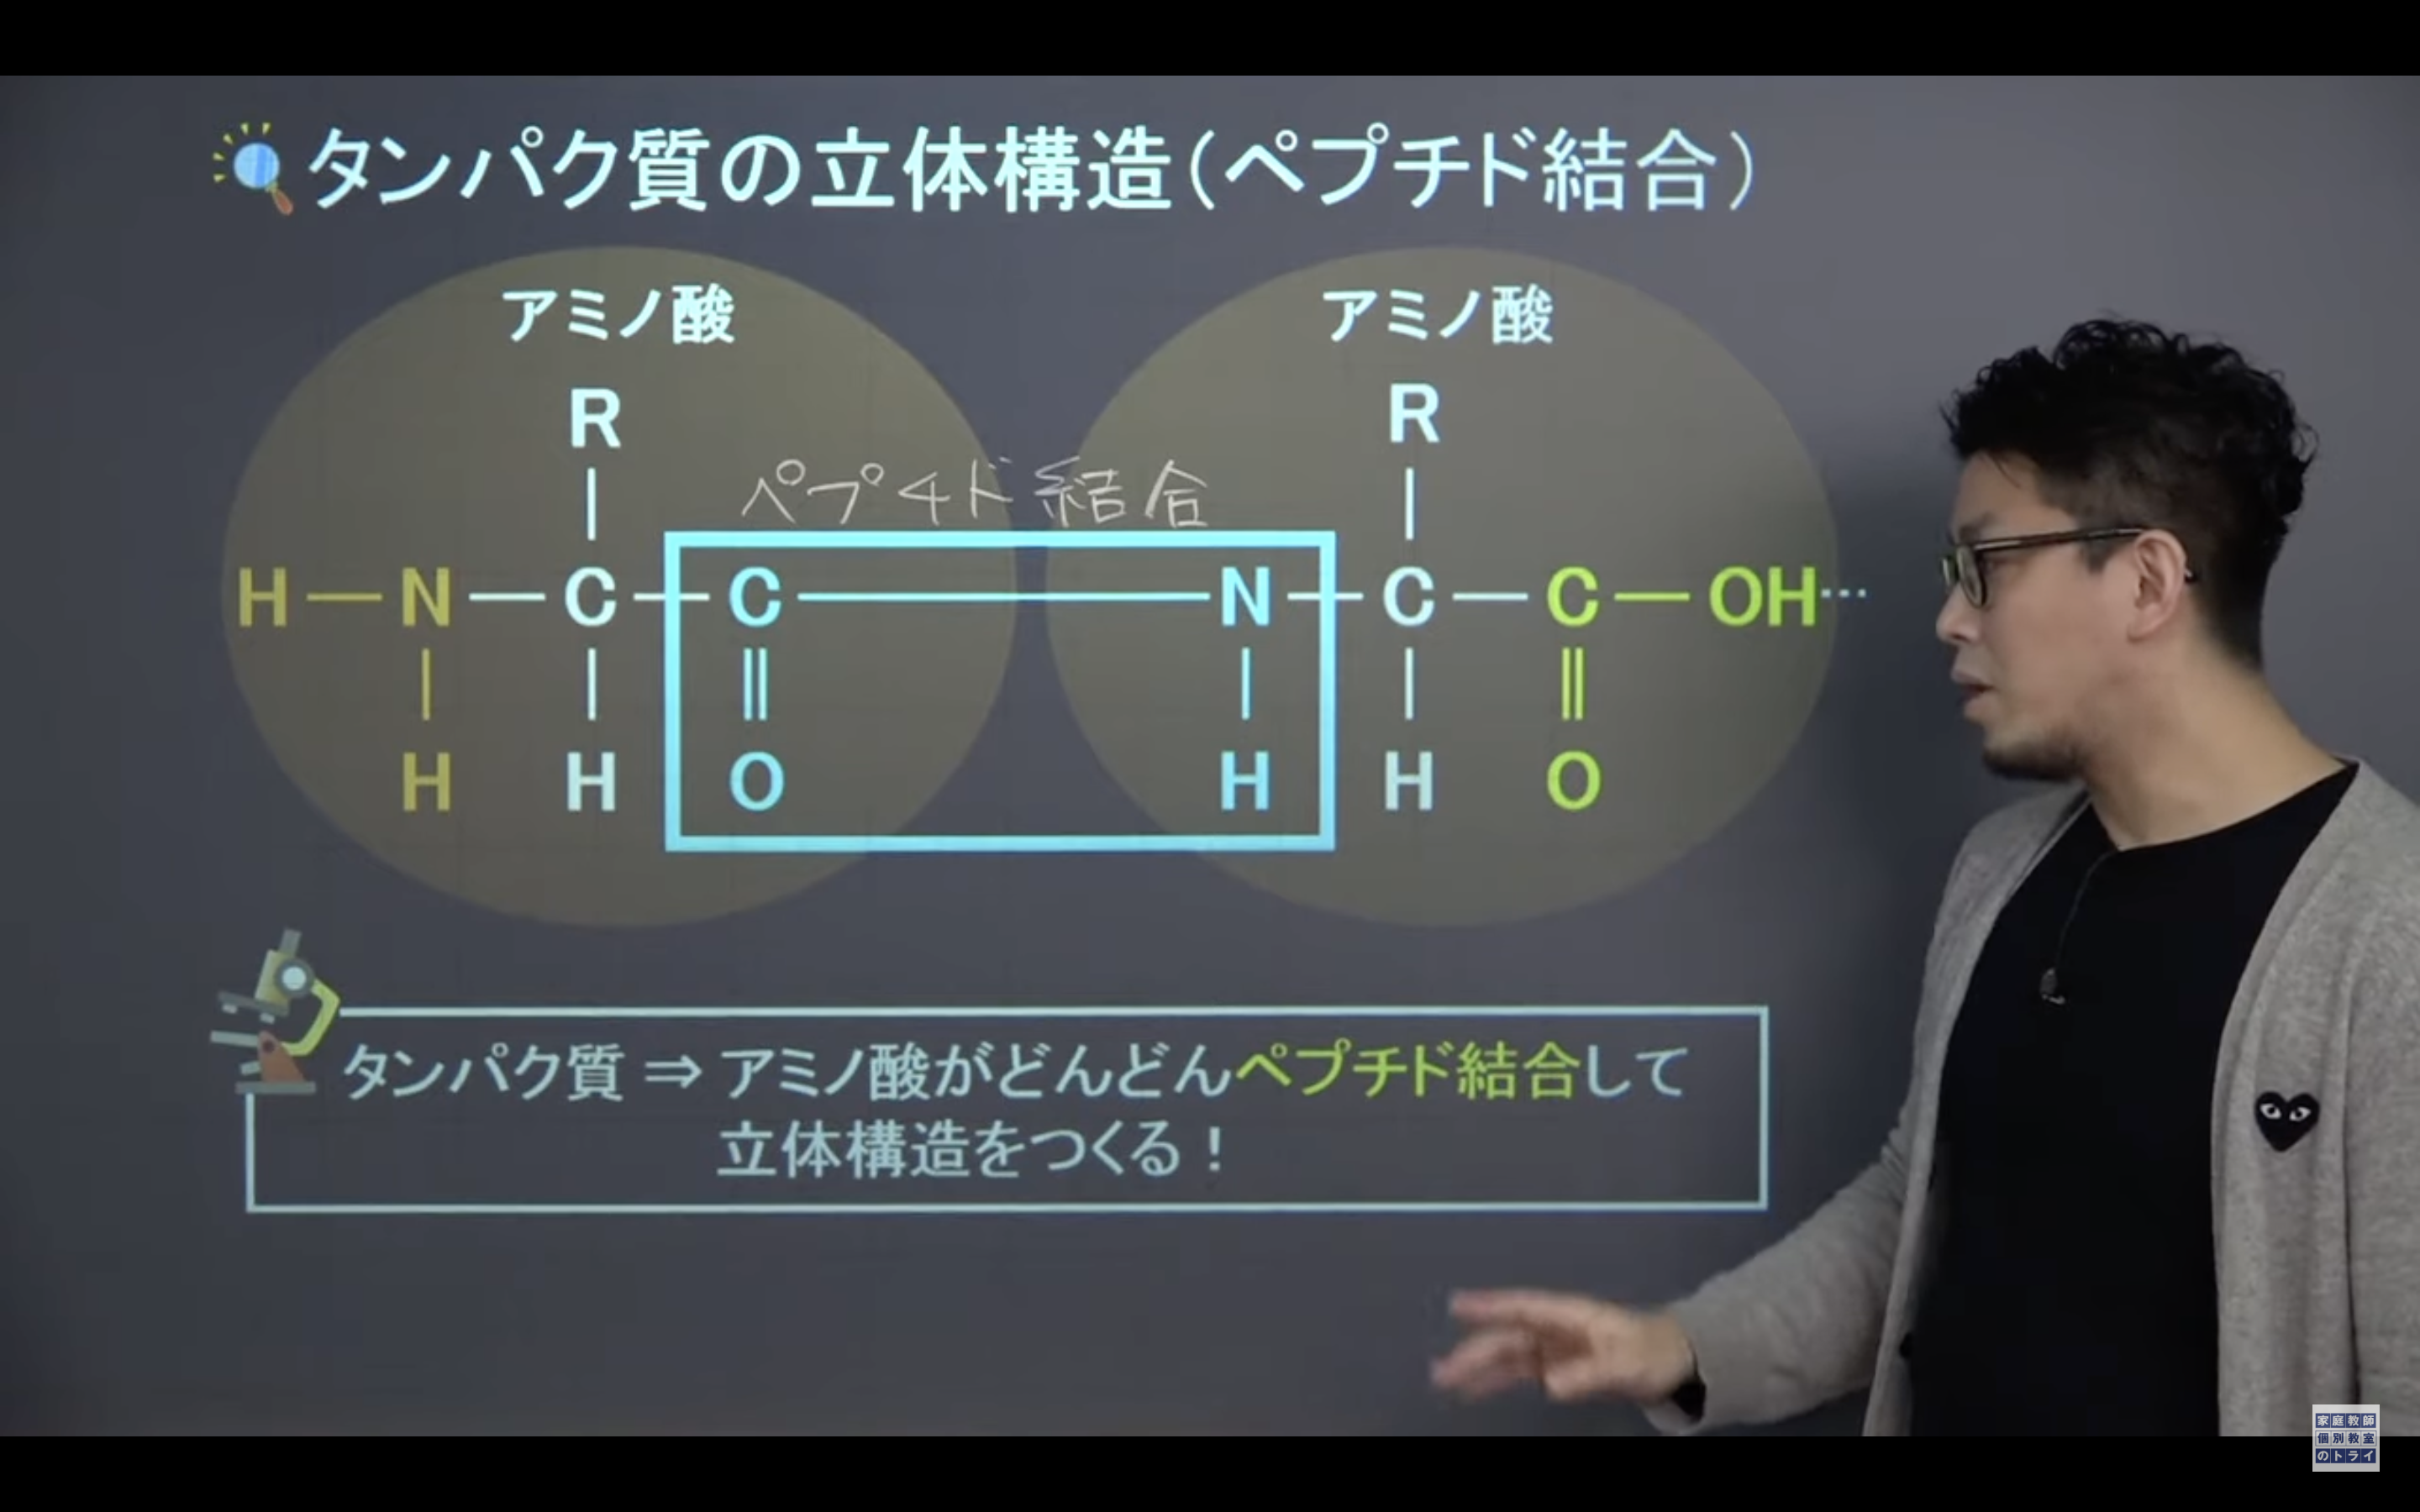 タンパク質の立体構造(ペプチド結合)
アミノ酸 アミノ酸
R R
ペプチド結合
H N C C N C C OH…
H H O H H O
タンパク質 ⇒ アミノ酸がどんどんペプチド結合して
立体構造をつくる!
家庭教師
個別教室
のトライ